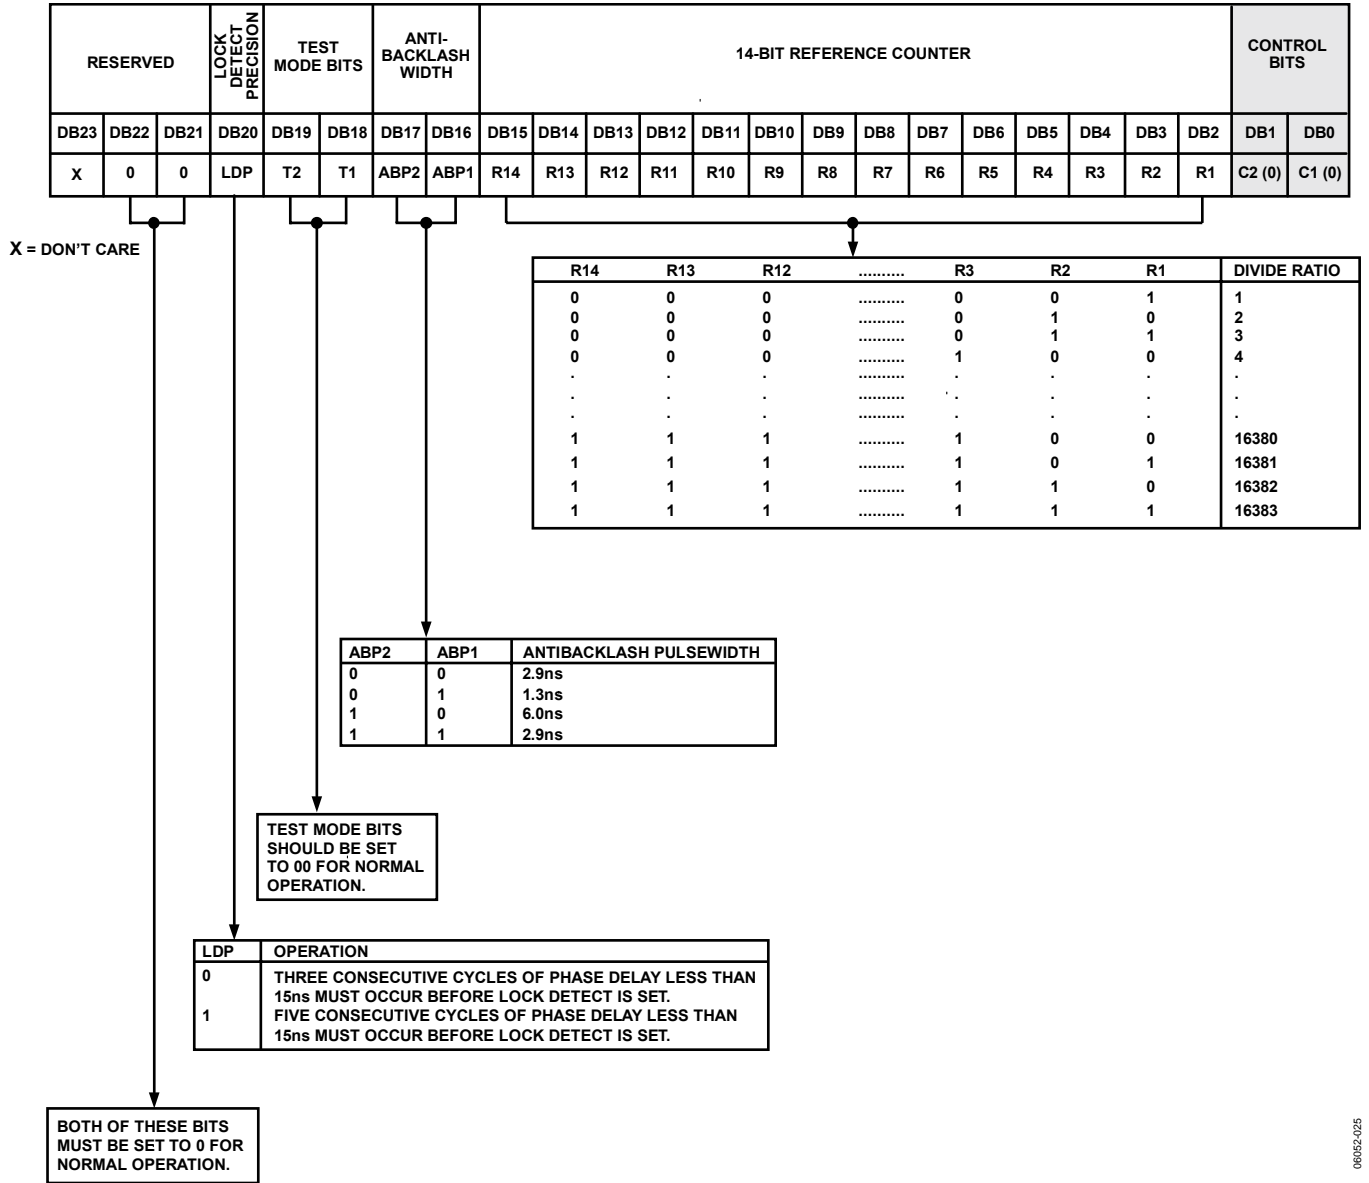 RESERVED
LOCK
DETECT
PRECISION
TEST
MODE BITS
ANTI-
BACKLASH
WIDTH
14-BIT REFERENCE COUNTER
CONTROL
BITS
DB23 DB22 DB21 DB20 DB19 DB18 DB17 DB16 DB15 DB14 DB13 DB12 DB11 DB10 DB9 DB8 DB7 DB6 DB5 DB4 DB3 DB2 DB1 DB0
X 0 0 LDP T2 T1 ABP2 ABP1 R14 R13 R12 R11 R10 R9 R8 R7 R6 R5 R4 R3 R2 R1 C2 (0) C1 (0)
X = DON'T CARE
R14 R13 R12 .......... R3 R2 R1 DIVIDE RATIO
0 0 0 .......... 0 0 1 1
0 0 0 .......... 0 1 0 2
0 0 0 .......... 0 1 1 3
0 0 0 .......... 1 0 0 4
. . . .......... . . . .
. . . .......... . . . .
. . . .......... . . . .
1 1 1 .......... 1 0 0 16380
1 1 1 .......... 1 0 1 16381
1 1 1 .......... 1 1 0 16382
1 1 1 .......... 1 1 1 16383
ABP2 ABP1 ANTIBACKLASH PULSEWIDTH
0 0 2.9ns
0 1 1.3ns
1 0 6.0ns
1 1 2.9ns
TEST MODE BITS
SHOULD BE SET
TO 00 FOR NORMAL
OPERATION.
LDP OPERATION
0 THREE CONSECUTIVE CYCLES OF PHASE DELAY LESS THAN
15ns MUST OCCUR BEFORE LOCK DETECT IS SET.
1 FIVE CONSECUTIVE CYCLES OF PHASE DELAY LESS THAN
15ns MUST OCCUR BEFORE LOCK DETECT IS SET.
BOTH OF THESE BITS
MUST BE SET TO 0 FOR
NORMAL OPERATION.
06052-025